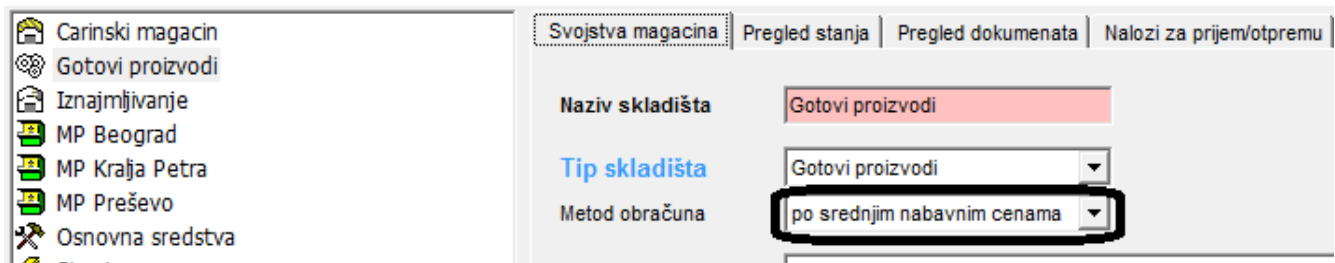 Carinski magacin
Gotovi proizvodi
Iznajmljivanje
MP Beograd
MP Kralja Petra
MP Preševo
Osnovna sredstva
Svojstva magacina Pregled stanja Pregled dokumenata Nalozi za prijem/otpremu
Naziv skladišta Gotovi proizvodi
Tip skladišta Gotovi proizvodi
Metod obračuna po srednjim nabavnim cenama